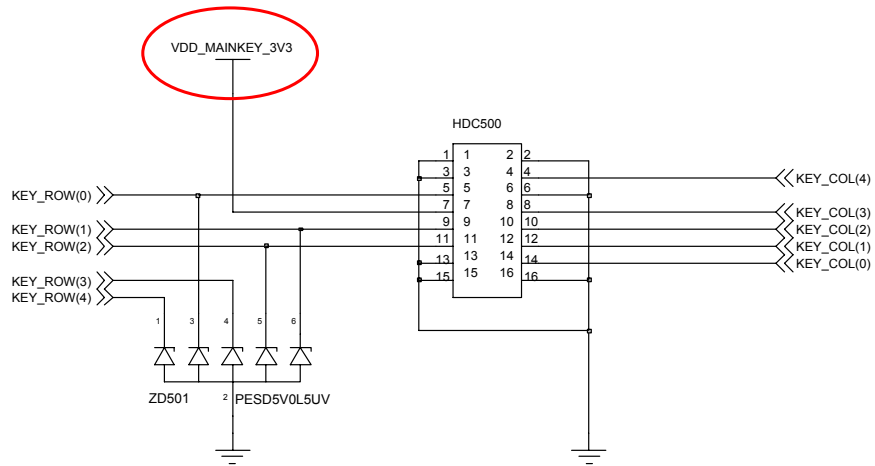 VDD_MAINKEY_3V3
HDC500
1 1 2 2
3 3 4 4 KEY_COL(4)
KEY_ROW(0) 5 5 6 6
7 7 8 8 KEY_COL(3)
KEY_ROW(1) 9 9 10 10 KEY_COL(2)
KEY_ROW(2) 11 11 12 12 KEY_COL(1)
13 13 14 14 KEY_COL(0)
15 15 16 16
KEY_ROW(3)
KEY_ROW(4)
1 3 4 5 6
ZD501 2 PESD5V0L5UV